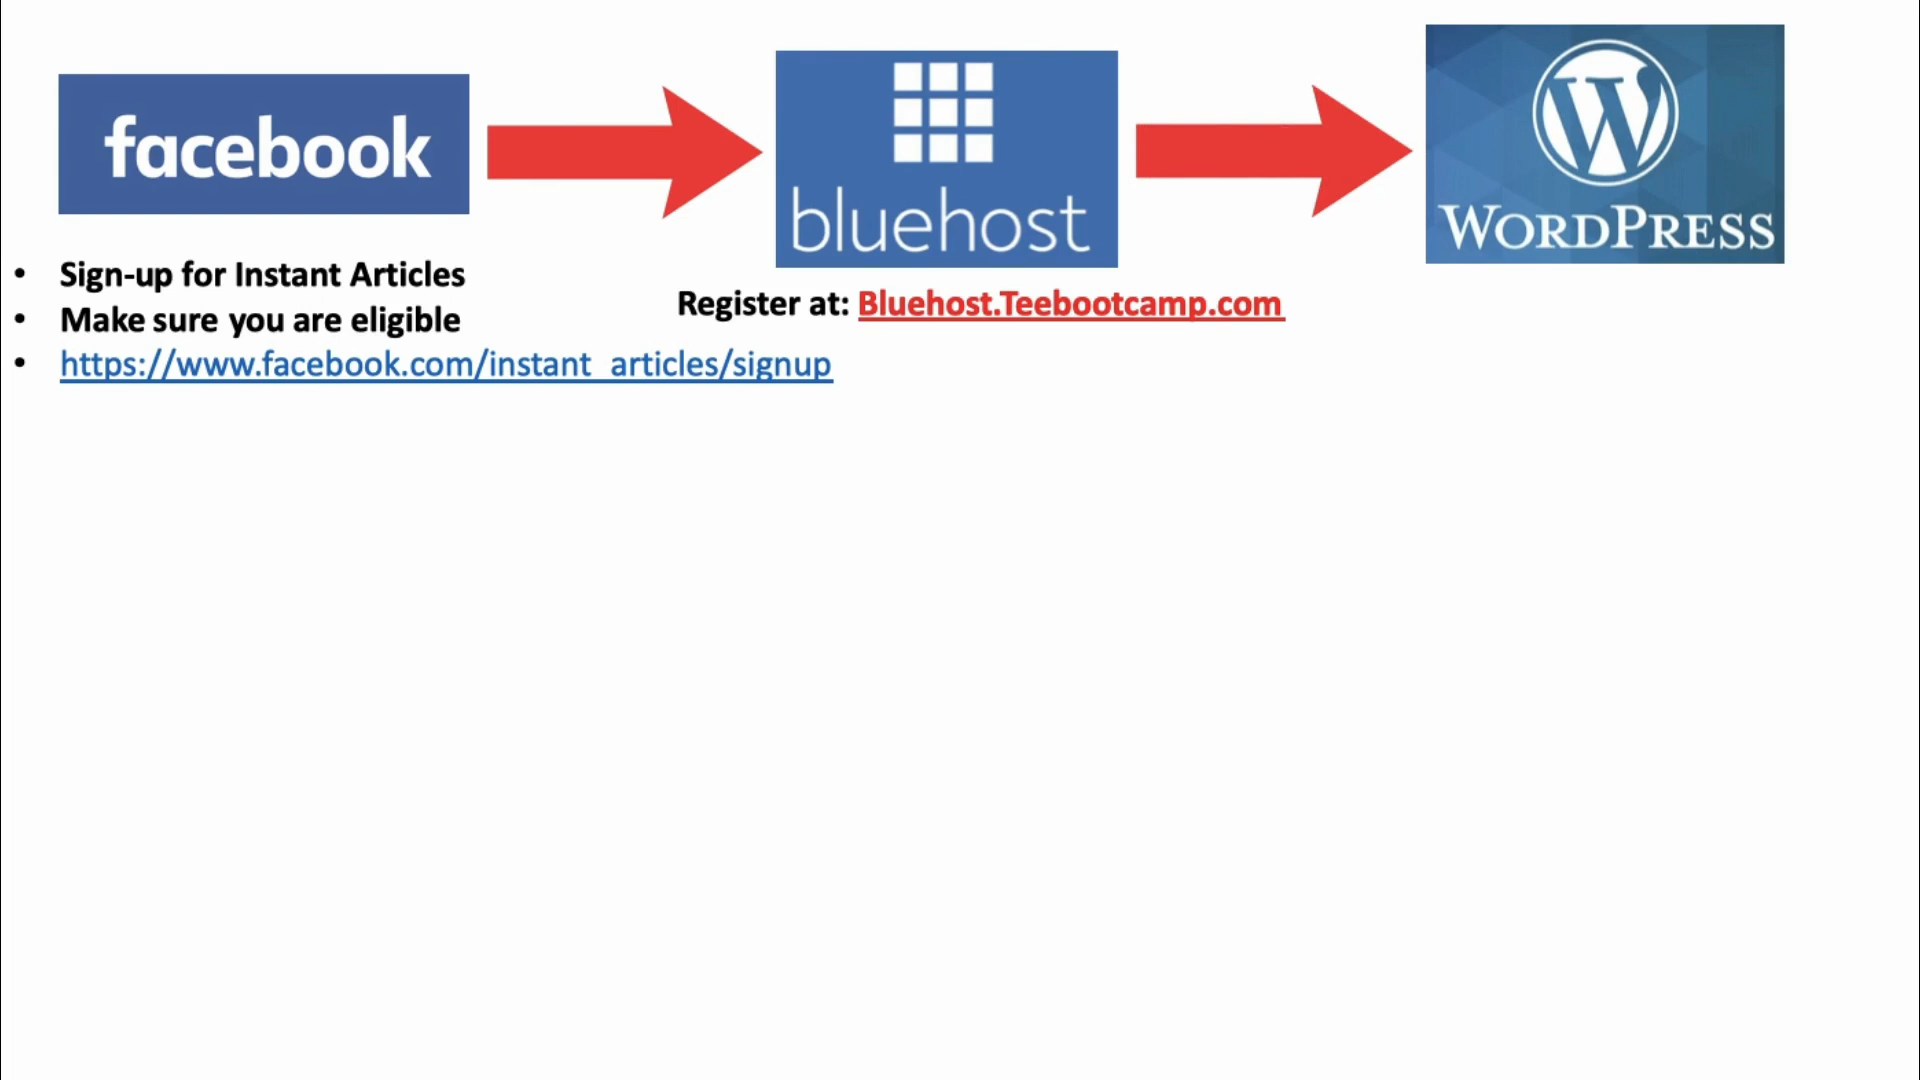 facebook
bluehost
WORDPRESS
• Sign-up for Instant Articles
• Make sure you are eligible
• https://www.facebook.com/instant_articles/signup
Register at: Bluehost.Teebootcamp.com